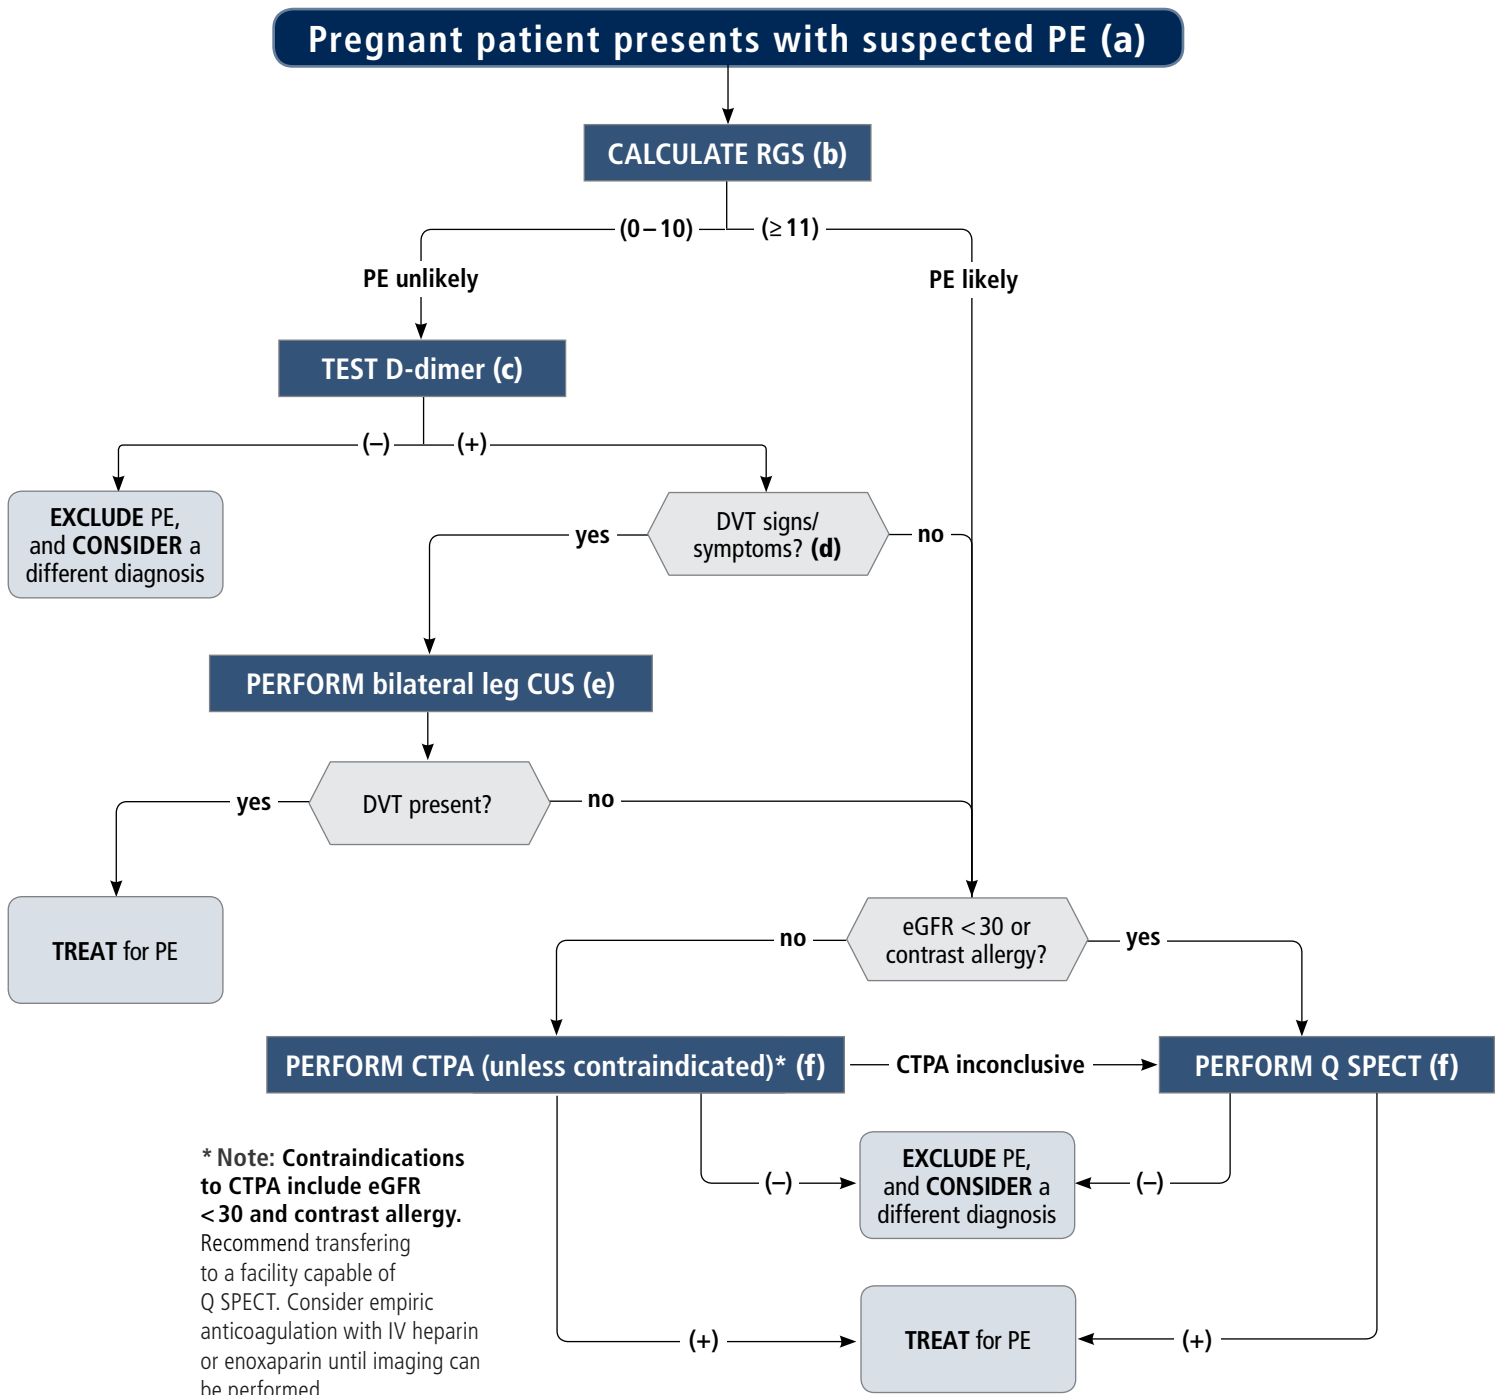 Pregnant patient presents with suspected PE (a)
CALCULATE RGS (b)
(0–10)
(≥11)
PE unlikely
PE likely
TEST D-dimer (c)
(–)
(+)
EXCLUDE PE,
and CONSIDER a
different diagnosis
DVT signs/
symptoms? (d)
yes
no
PERFORM bilateral leg CUS (e)
DVT present?
yes
no
TREAT for PE
eGFR <30 or
contrast allergy?
no
yes
PERFORM CTPA (unless contraindicated)* (f)
CTPA inconclusive
PERFORM Q SPECT (f)
(–)
EXCLUDE PE,
and CONSIDER a
different diagnosis
(–)
(+)
TREAT for PE
(+)
* Note: Contraindications
to CTPA include eGFR
<30 and contrast allergy.
Recommend transfering
to a facility capable of
Q SPECT. Consider empiric
anticoagulation with IV heparin
or enoxaparin until imaging can
be performed